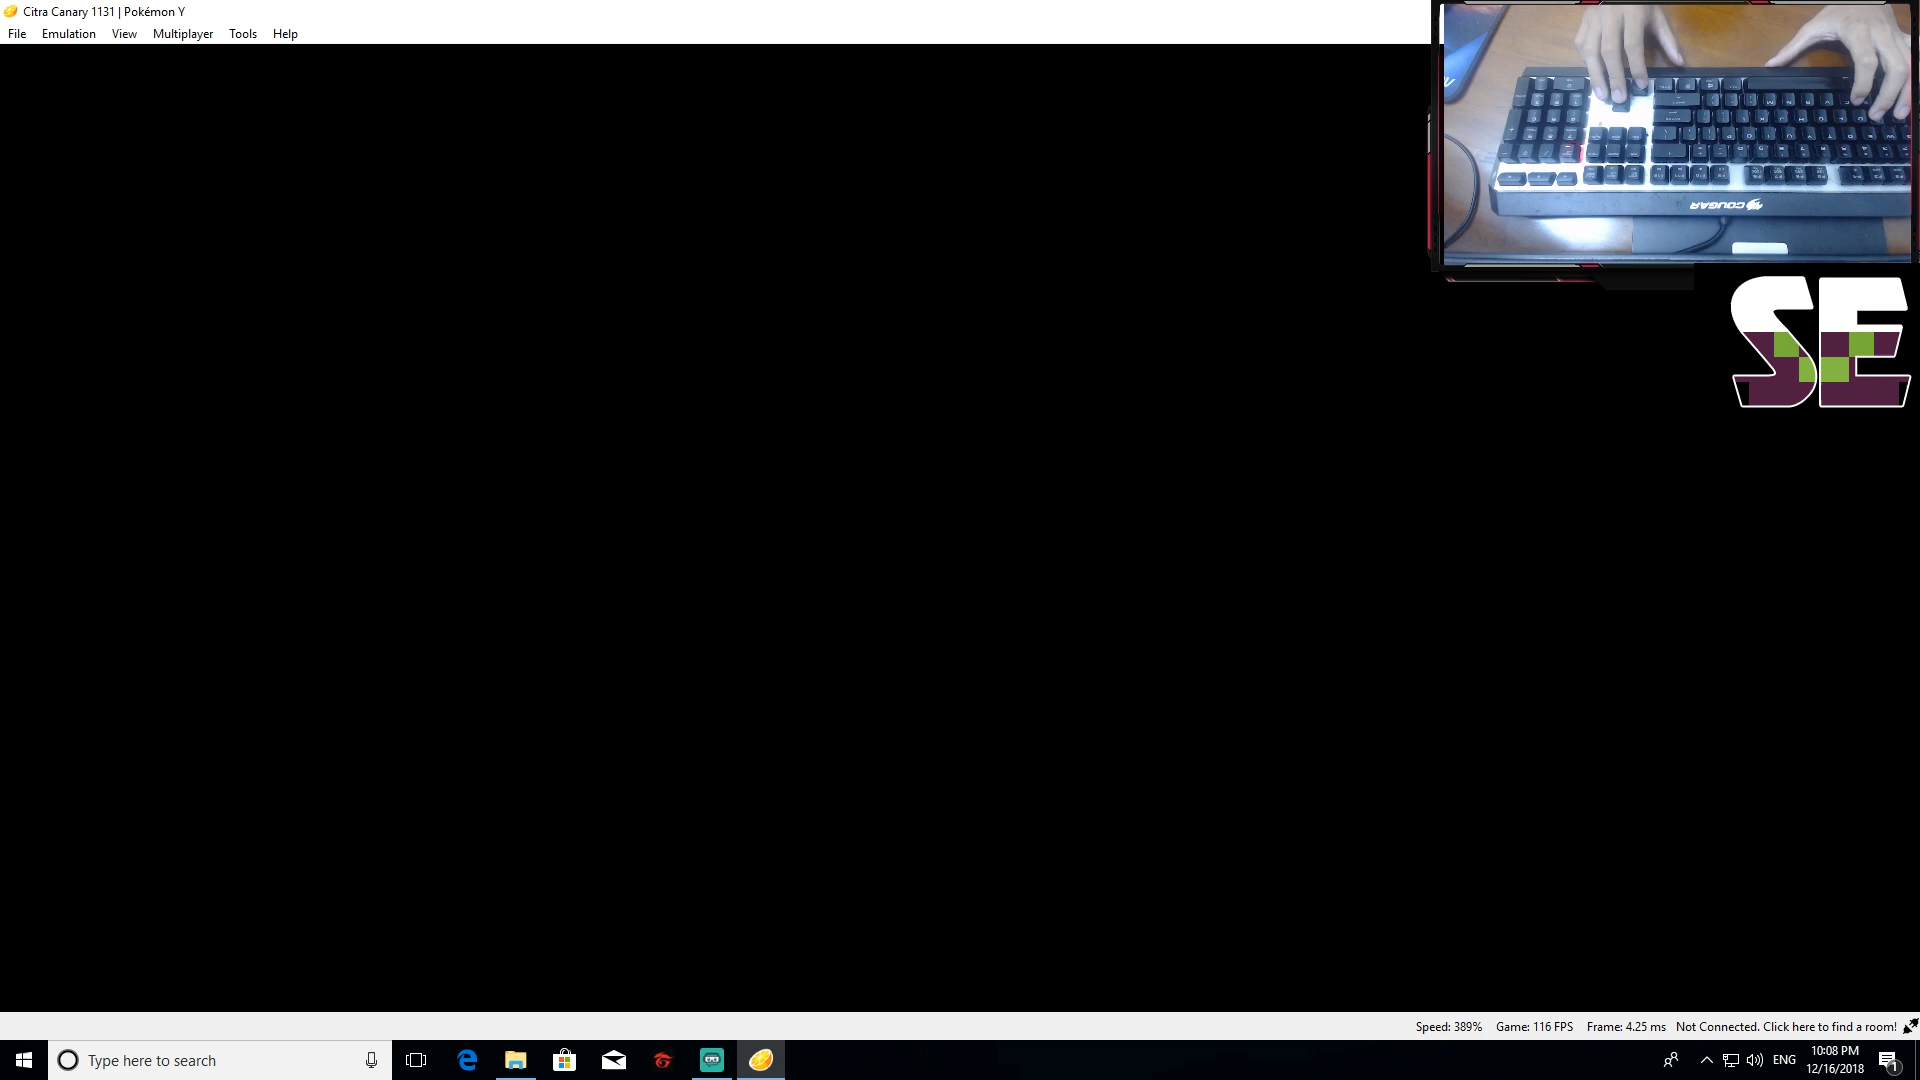 Citra Canary 1131 | Pokémon Y
File Emulation View Multiplayer Tools Help
COUGAR
SE
Speed: 389% Game: 116 FPS Frame: 4.25 ms Not Connected. Click here to find a room!
Type here to search
ENG
10:08 PM
12/16/2018
1